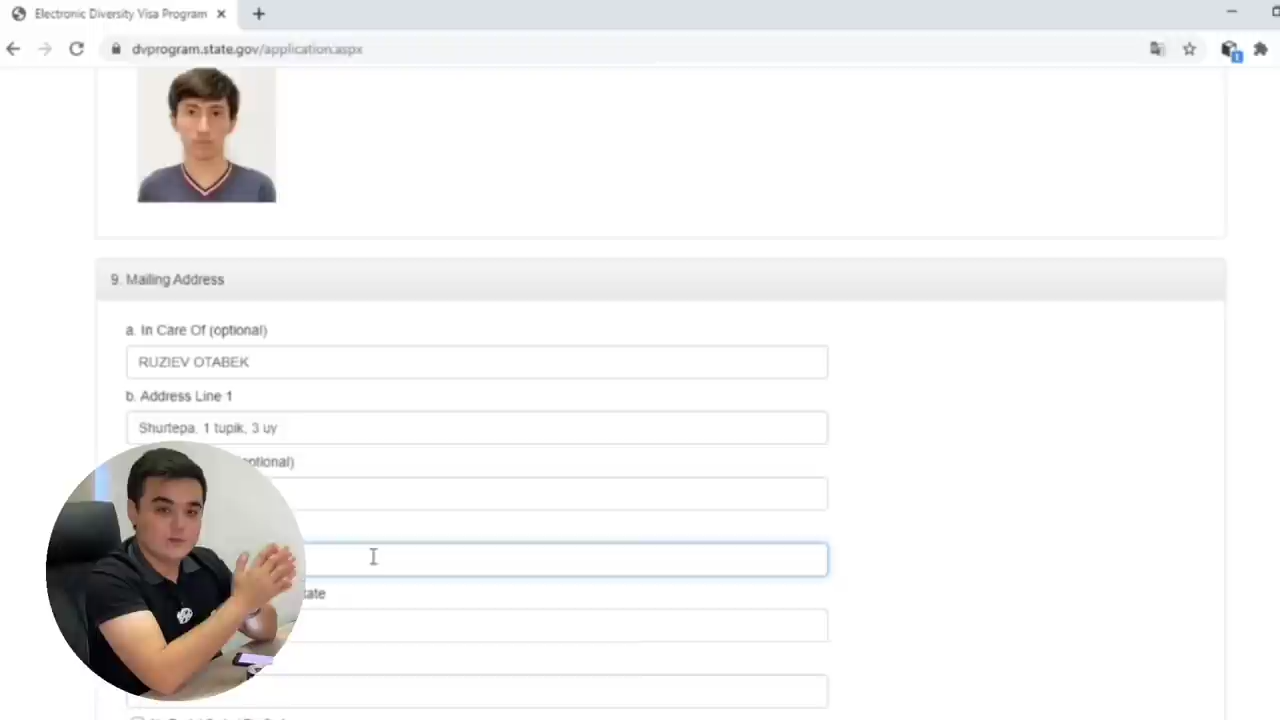 Electronic Diversity Visa Program
dvprogram.state.gov/application.aspx
9. Mailing Address
a. In Care Of (optional)
RUZIEV OTABEK
b. Address Line 1
Shurtepa, 1 tupik, 3 uy
optional)
tate